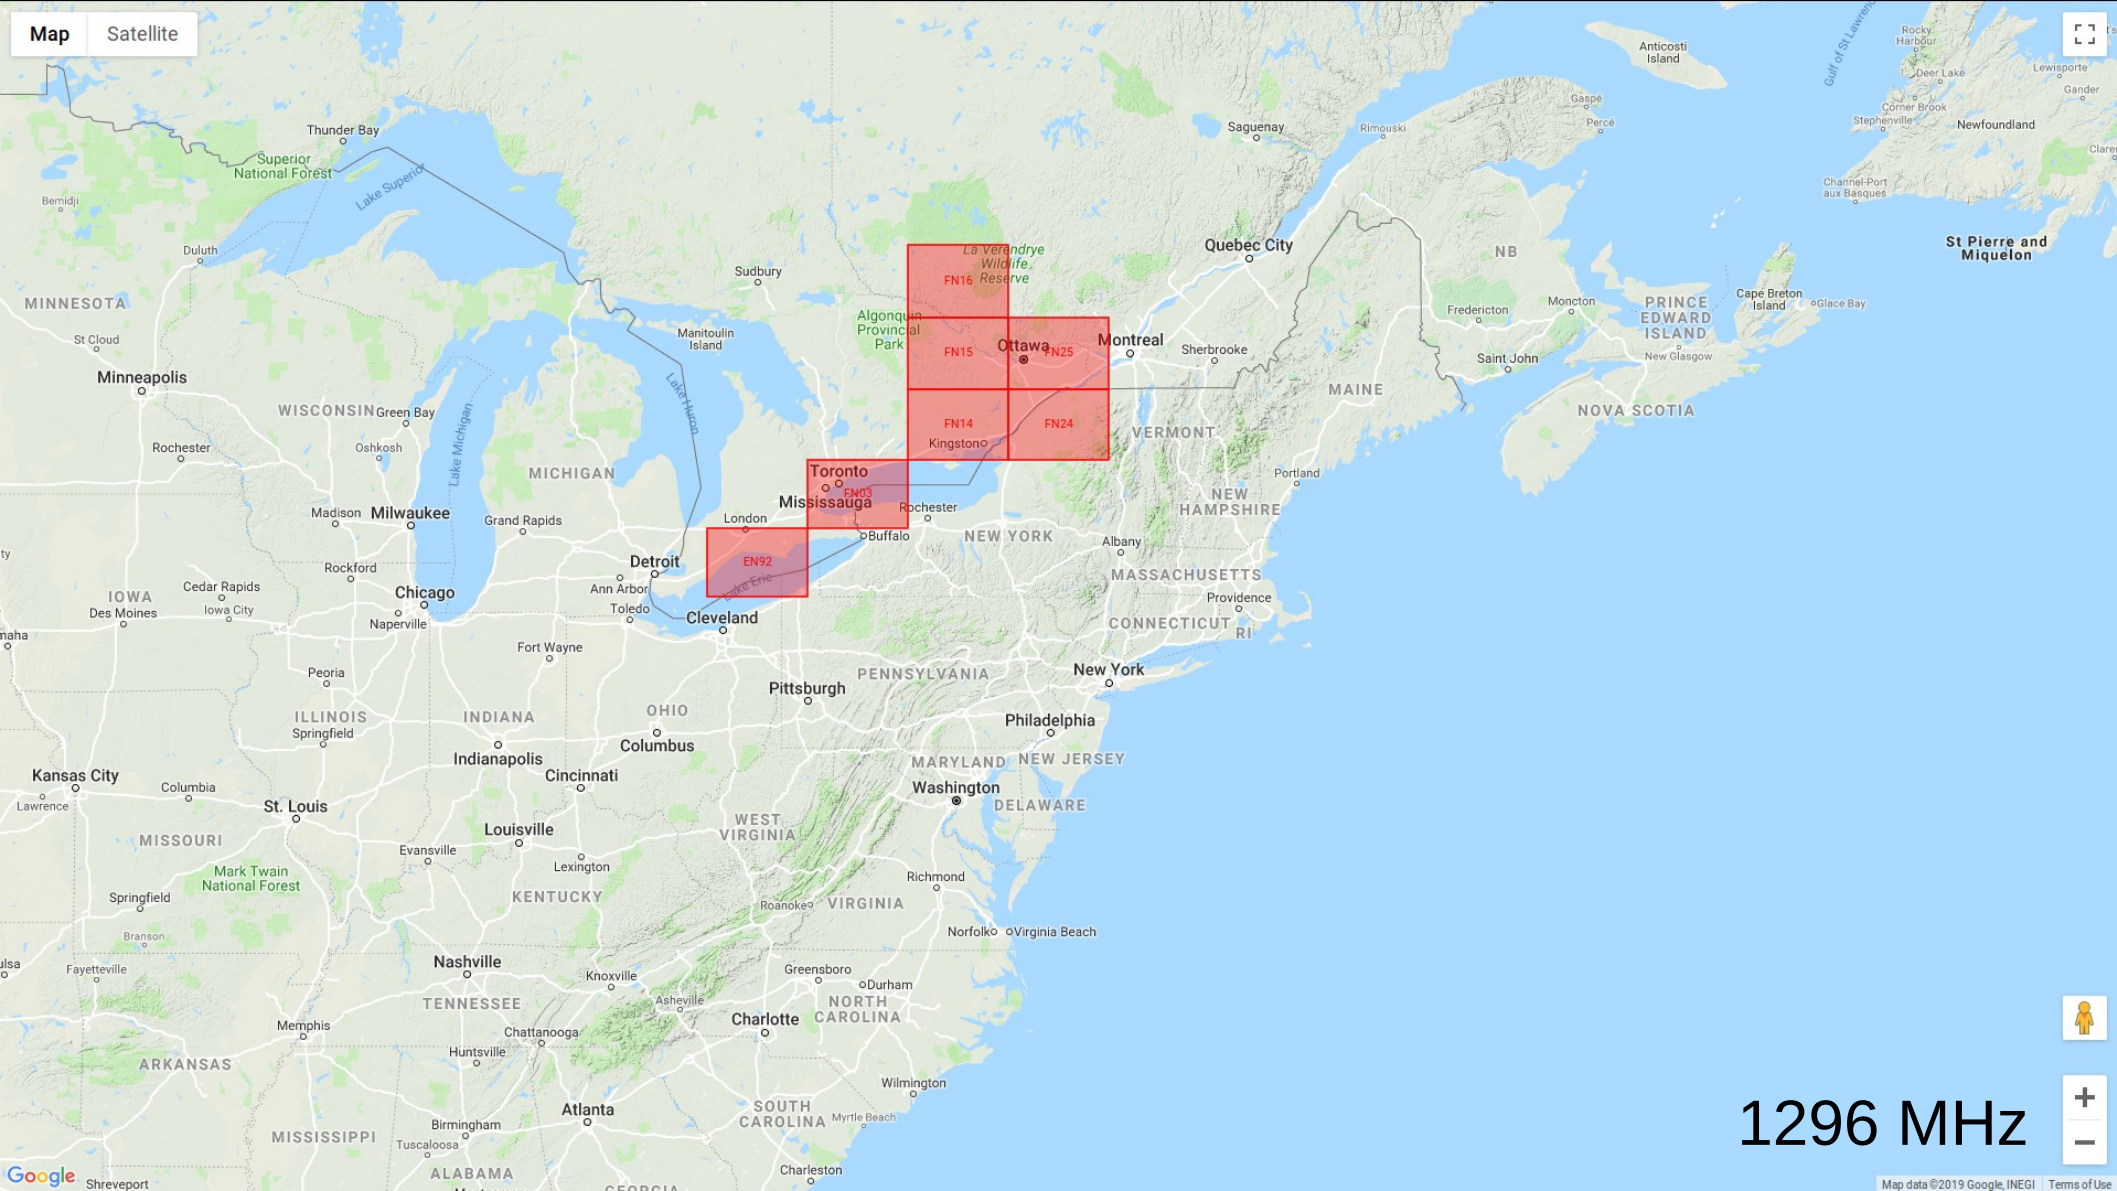 Map
Satellite
Anticosti
Island
Gulf of St Lawrenc
Rocky
Harbour
Deer Lake
Lewisporte
Gander
Corner Brook
Stephenville
Newfoundland
Channel-Port
aux Basques
St Pierre and
Miquelon
Gaspé
Percé
Rimouski
Saguenay
Thunder Bay
Superior
National Forest
Lake Superior
Bemidji
Duluth
Quebec City
NB
Sudbury
La Verendrye
Wildlife
Reserve
FN16
MINNESOTA
Cape Breton
Island
Glace Bay
PRINCE
EDWARD
ISLAND
Moncton
Fredericton
New Glasgow
Saint John
Algonquin
Provincial
Park
Manitoulin
Island
St Cloud
Ottawa
FN15
FN25
Montreal
Sherbrooke
Minneapolis
MAINE
NOVA SCOTIA
WISCONSIN
Green Bay
Lake Michigan
Lake Huron
FN14
FN24
Kingston
VERMONT
Rochester
Oshkosh
MICHIGAN
Toronto
FN03
Mississauga
Portland
NEW
HAMPSHIRE
Madison
Milwaukee
Grand Rapids
London
Rochester
Buffalo
NEW YORK
Albany
ty
Detroit
EN92
Lake Erie
MASSACHUSETTS
Rockford
Ann Arbor
Cedar Rapids
Chicago
IOWA
Iowa City
Des Moines
Toledo
Providence
Naperville
Cleveland
CONNECTICUT
RI
maha
Fort Wayne
Peoria
PENNSYLVANIA
New York
Pittsburgh
ILLINOIS
Springfield
INDIANA
OHIO
Columbus
Philadelphia
Indianapolis
MARYLAND
NEW JERSEY
Kansas City
Lawrence
Columbia
Cincinnati
Washington
DELAWARE
St. Louis
Louisville
WEST
VIRGINIA
MISSOURI
Evansville
Lexington
Mark Twain
National Forest
Richmond
Springfield
KENTUCKY
Roanoke
VIRGINIA
Branson
Norfolk
Virginia Beach
ulsa
Fayetteville
Nashville
Knoxville
Greensboro
Durham
TENNESSEE
Asheville
NORTH
CAROLINA
Memphis
Chattanooga
Charlotte
Huntsville
ARKANSAS
Wilmington
Atlanta
SOUTH
CAROLINA
Myrtle Beach
Birmingham
MISSISSIPPI
Tuscaloosa
1296 MHz
ALABAMA
Charleston
Google
Shreveport
GEORGIA
Map data ©2019 Google, INEGI
Terms of Use